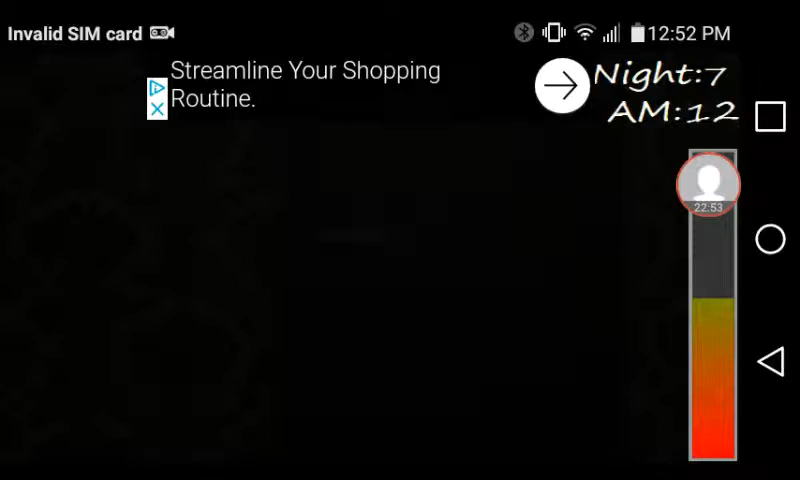 Invalid SIM card
12:52 PM
Streamline Your Shopping
Routine.
Night:7
AM:12
22:53